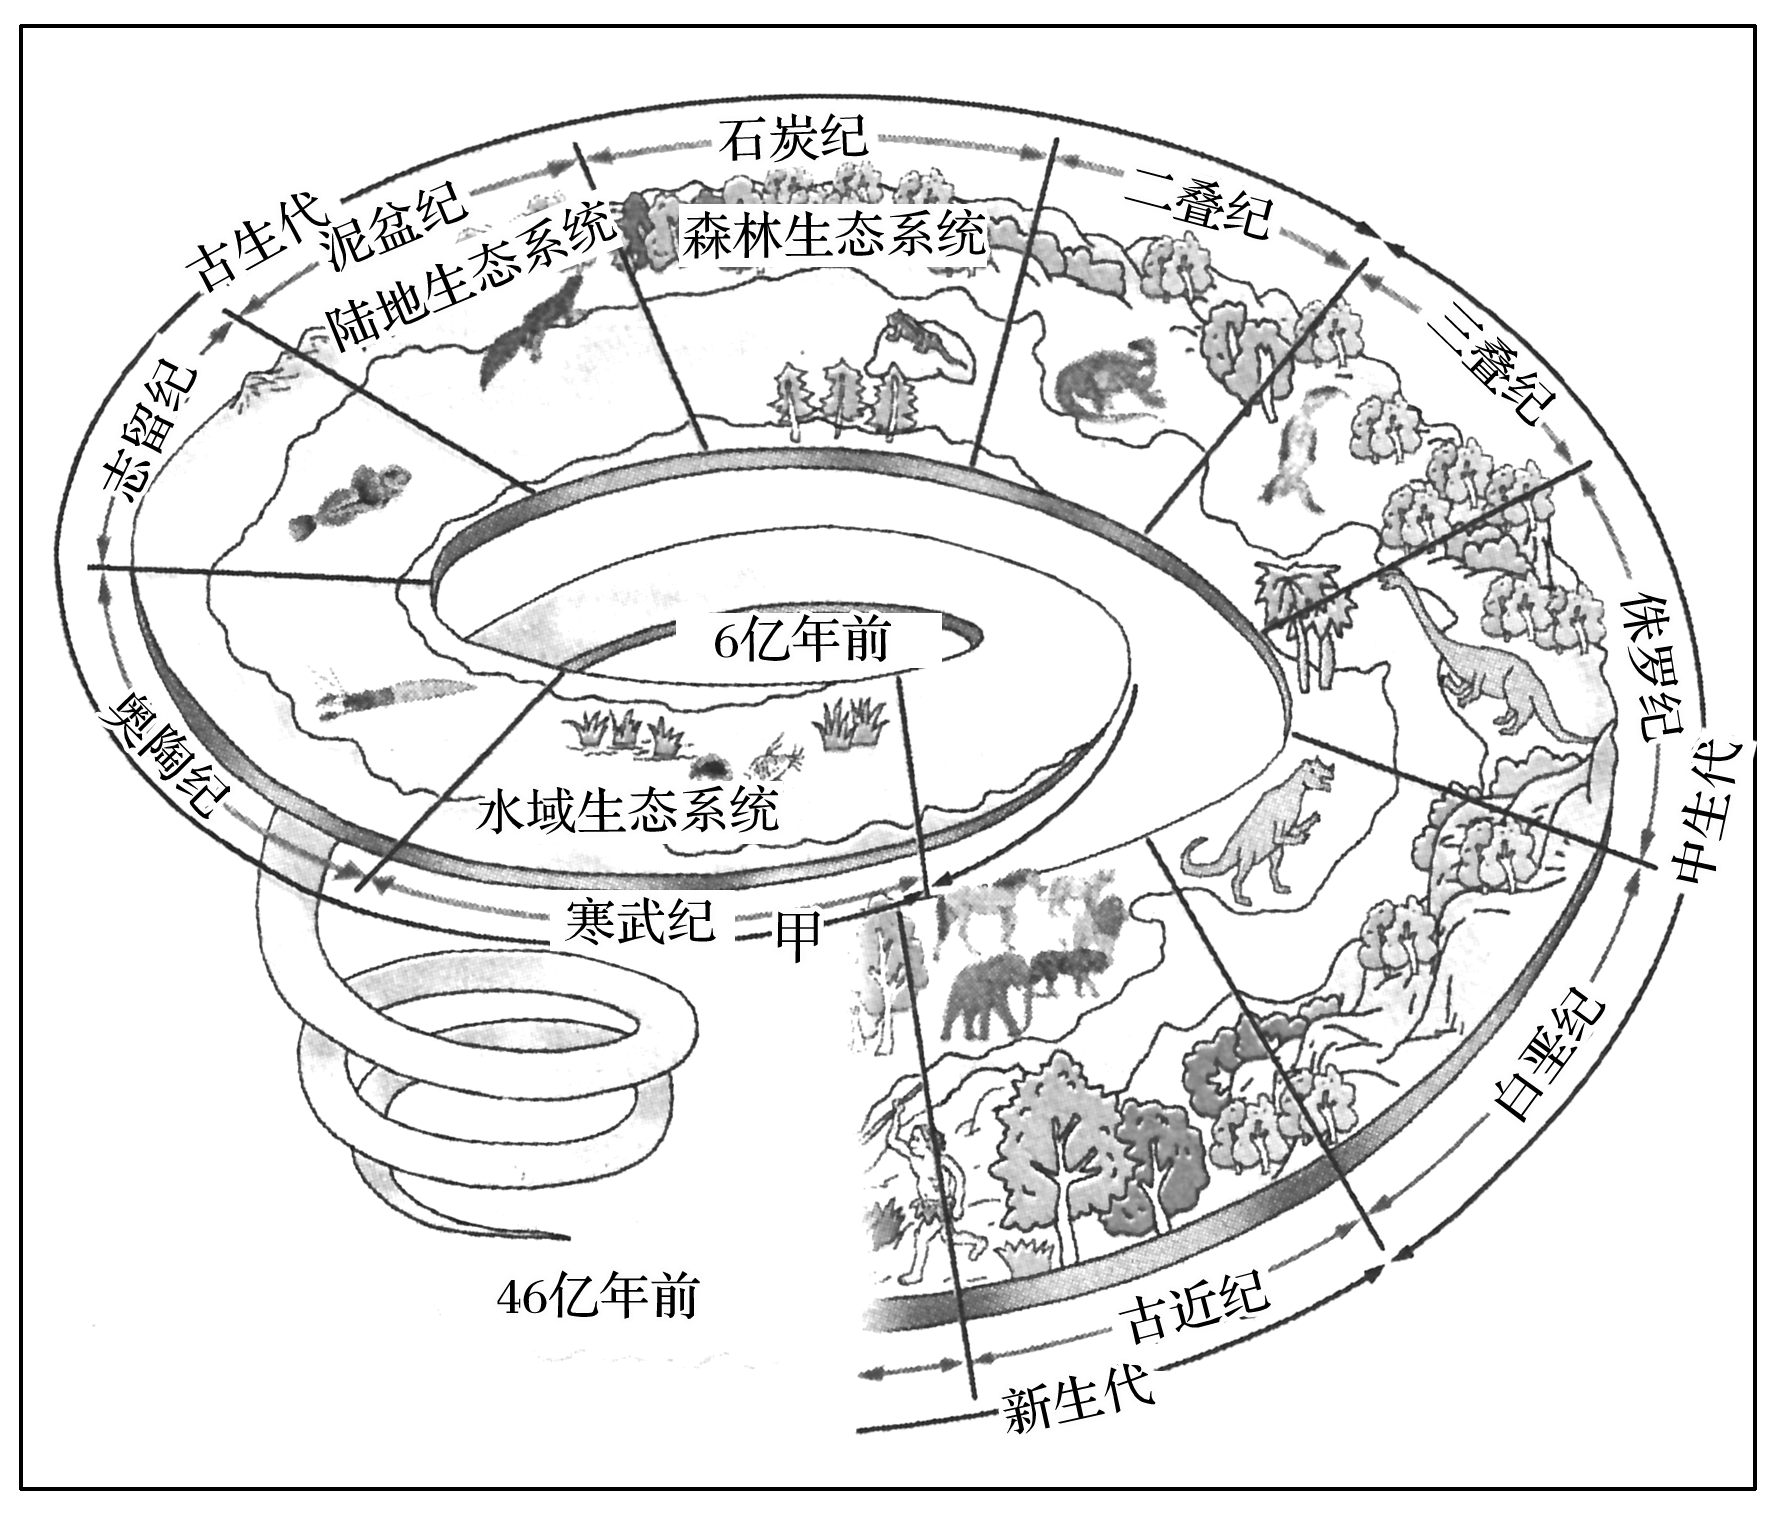 石炭纪
二叠纪
古生代
泥盆纪
陆地生态系统
森林生态系统
三叠纪
志留纪
6亿年前
侏罗纪
奥陶纪
水域生态系统
中生代
寒武纪
甲
白垩纪
46亿年前
古近纪
新生代